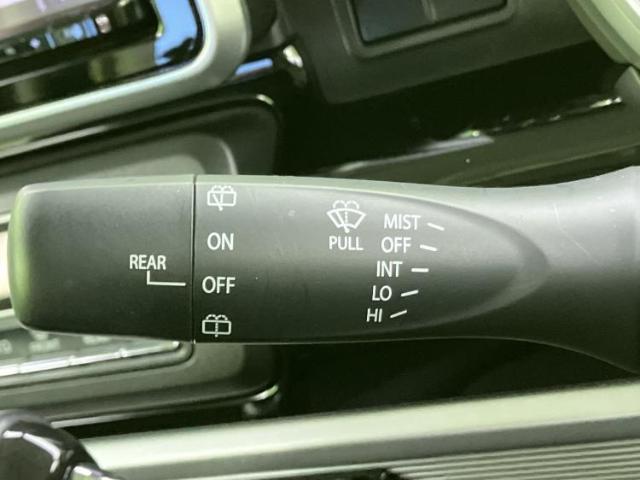 REAR
ON
OFF
PULL
MIST
OFF
INT
LO
HI